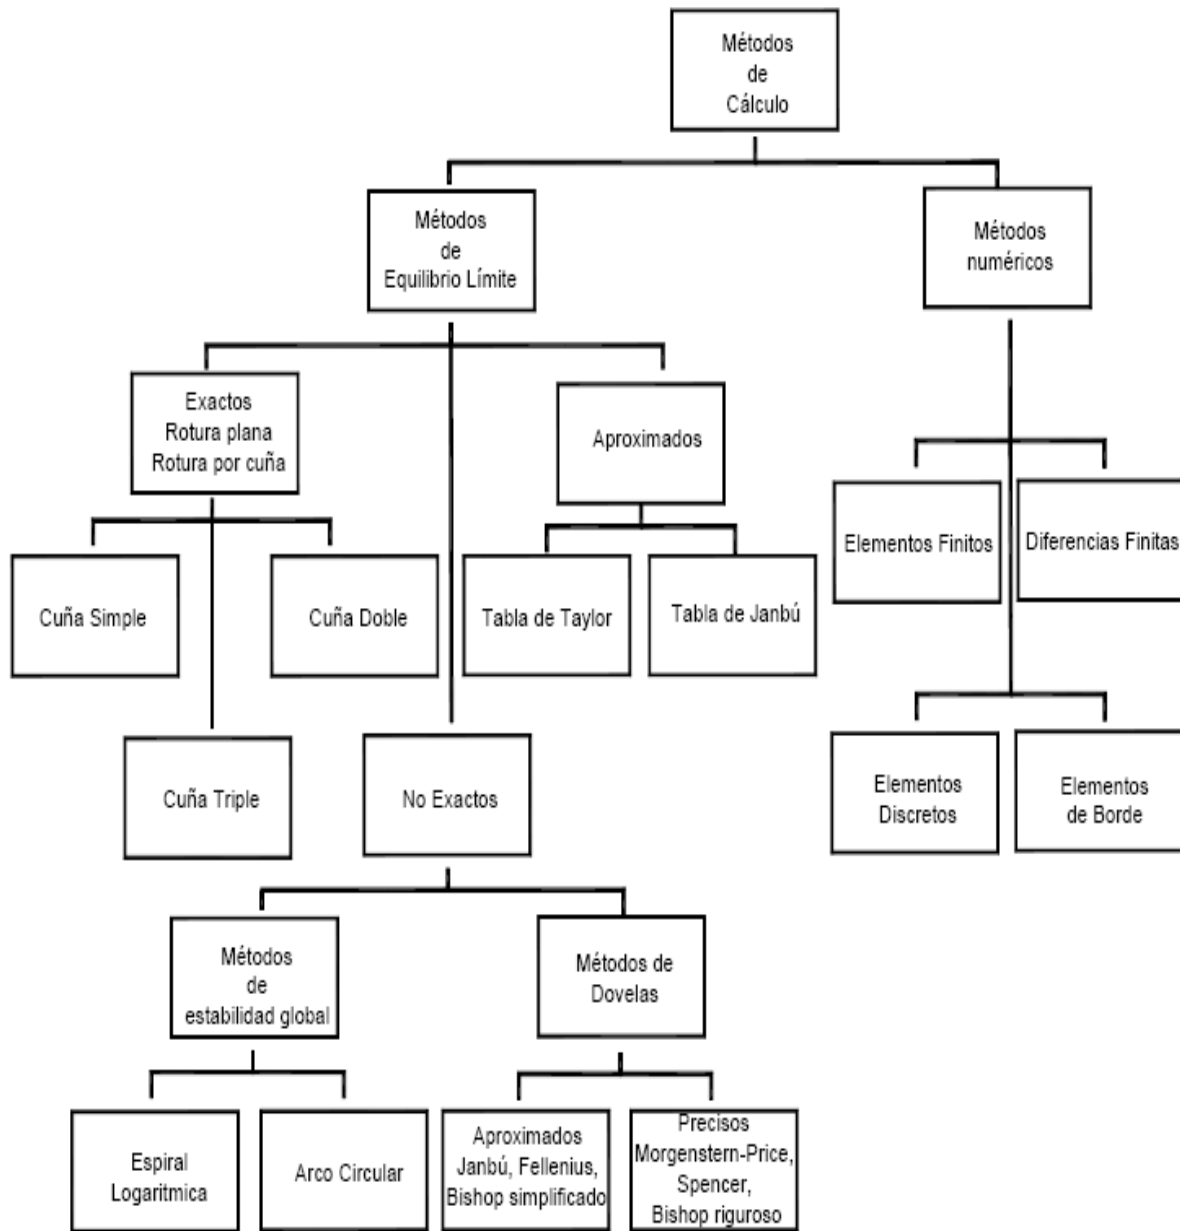 Métodos
de
Cálculo
Métodos
de
Equilibrio Límite
Métodos
numéricos
Exactos
Rotura plana
Rotura por cuña
Aproximados
Elementos Finitos
Diferencias Finitas
Cuña Simple
Cuña Doble
Tabla de Taylor
Tabla de Janbú
Cuña Triple
No Exactos
Elementos
Discretos
Elementos
de Borde
Métodos
de
estabilidad global
Métodos de
Dovelas
Espiral
Logaritmica
Arco Circular
Aproximados
Janbú, Fellenius,
Bishop simplificado
Precisos
Morgenstern-Price,
Spencer,
Bishop riguroso